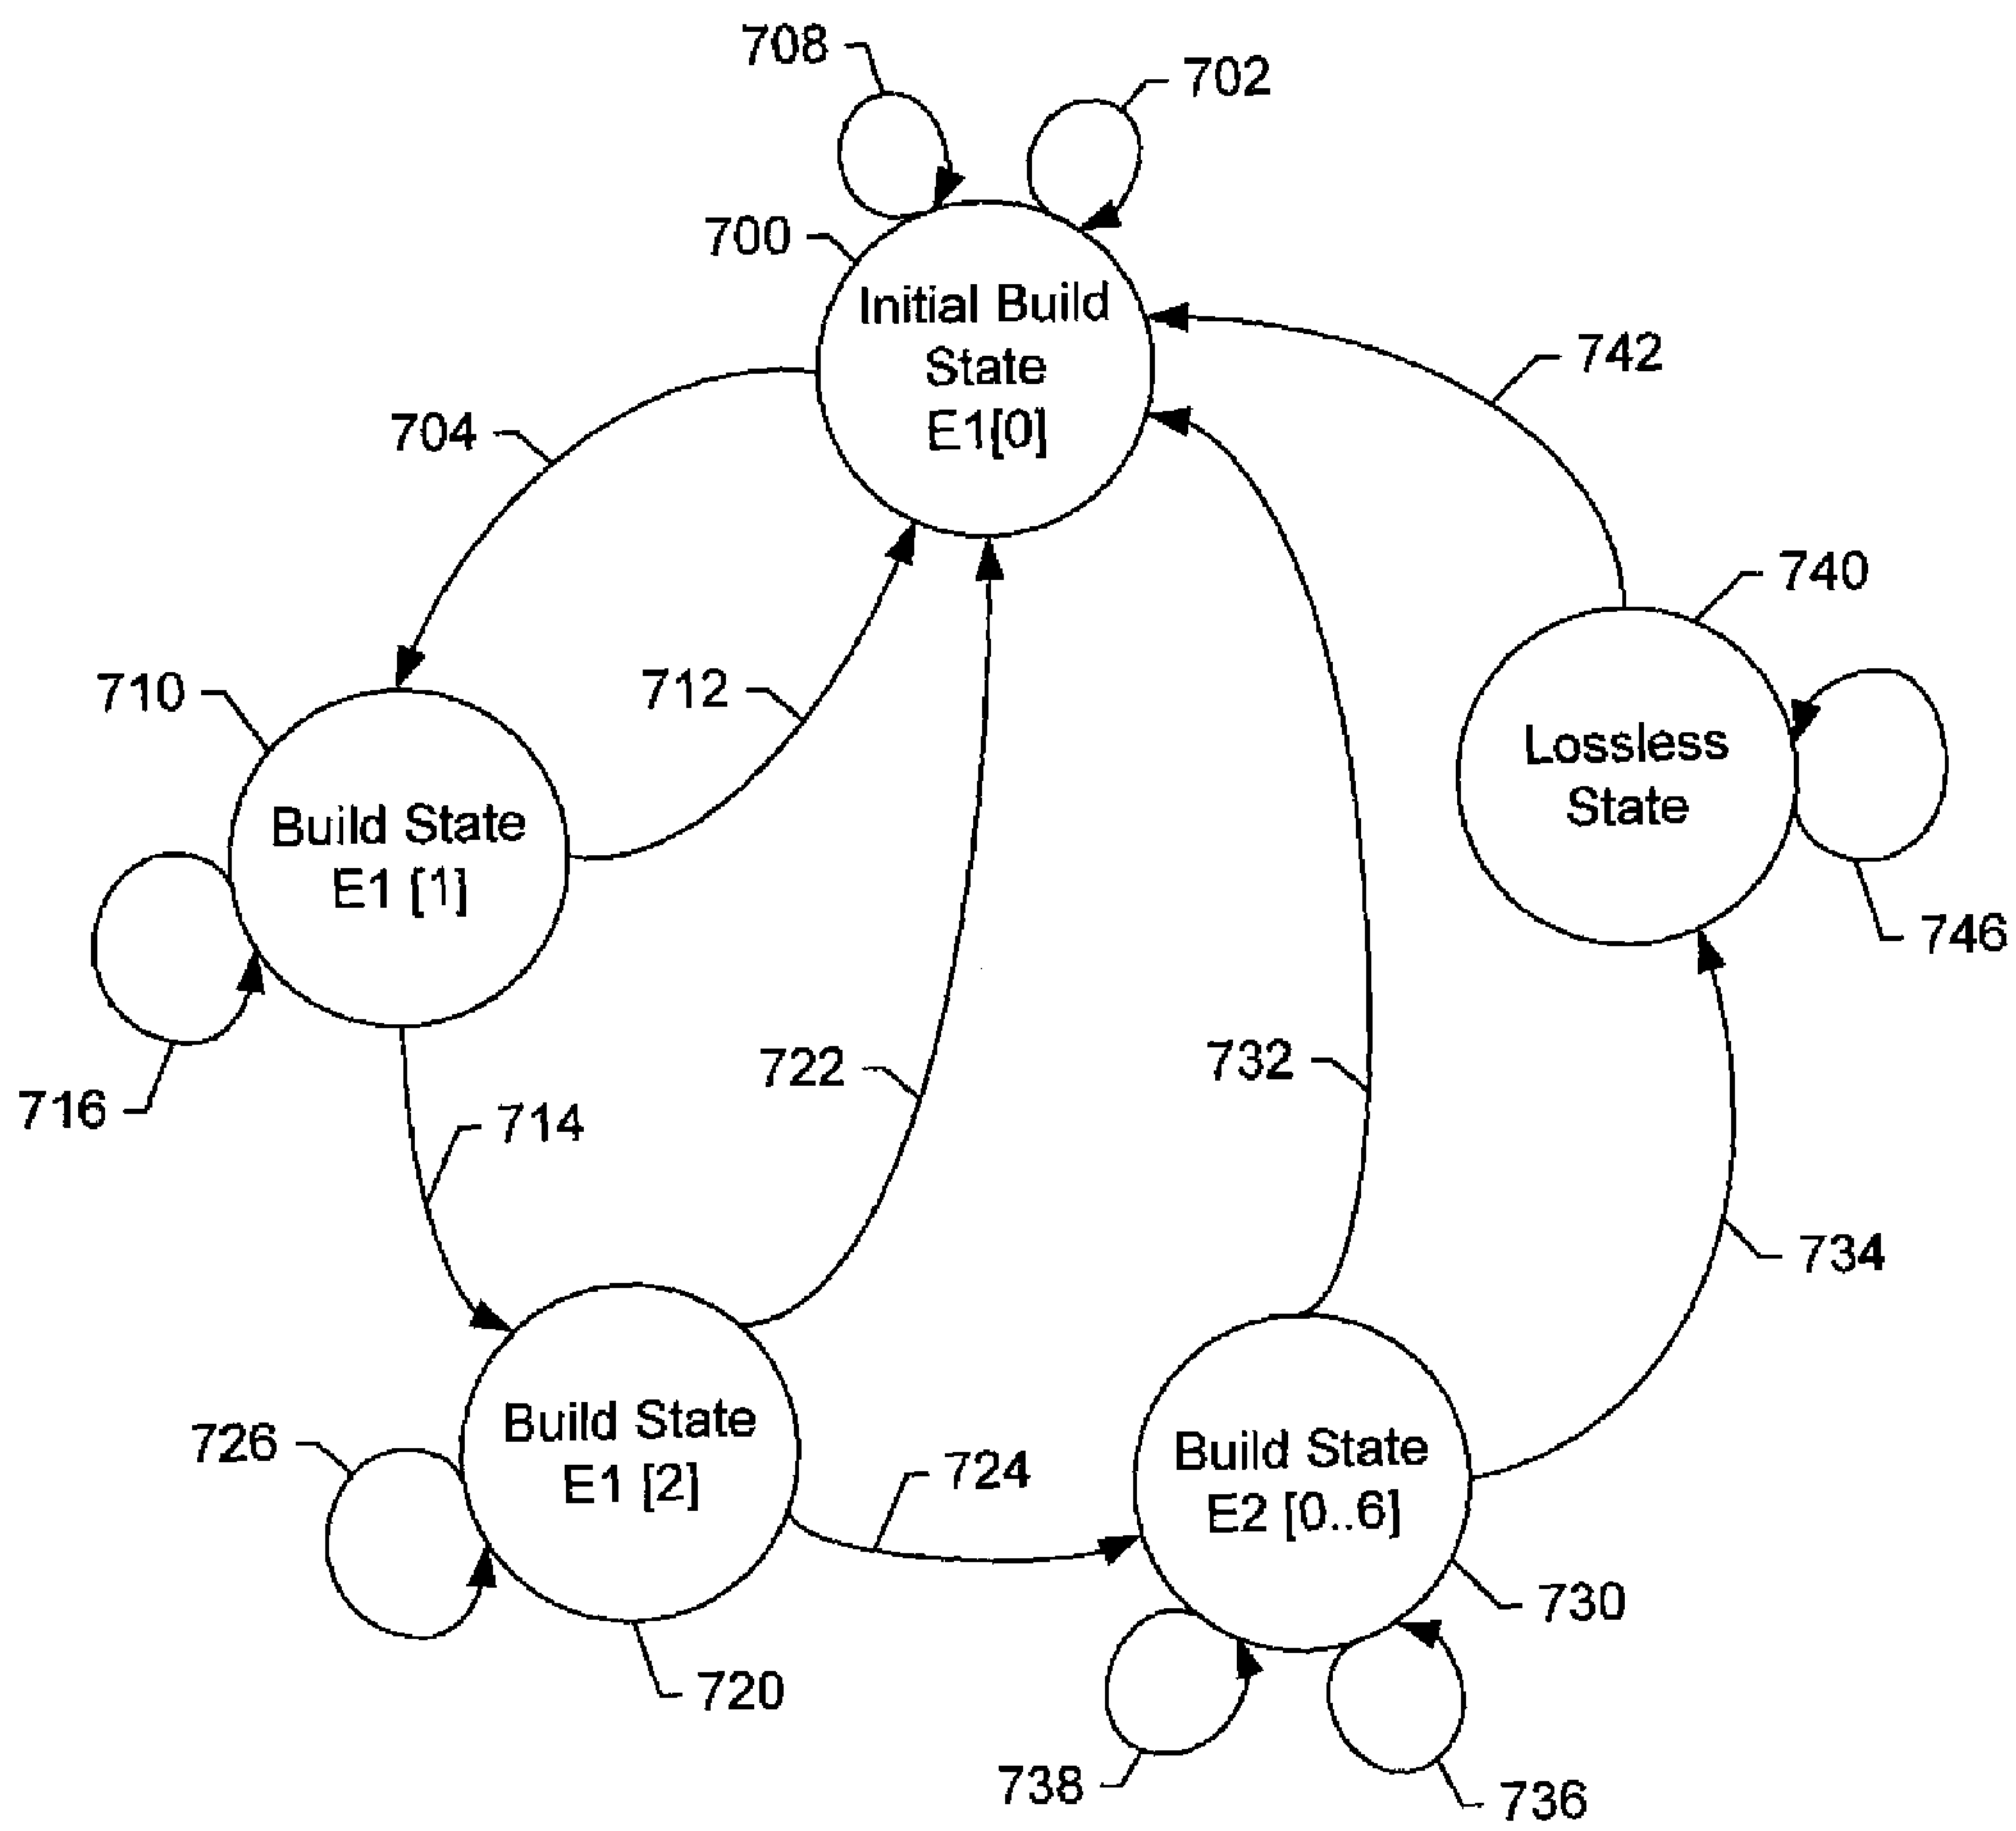 708
702
700
Initial Build
State
E1[0]
742
704
740
710
712
Lossless
State
Build State
E1 [1]
746
716
722
732
714
734
Build State
E1 [2]
726
724
Build State
E2 [0..6]
730
720
738
736